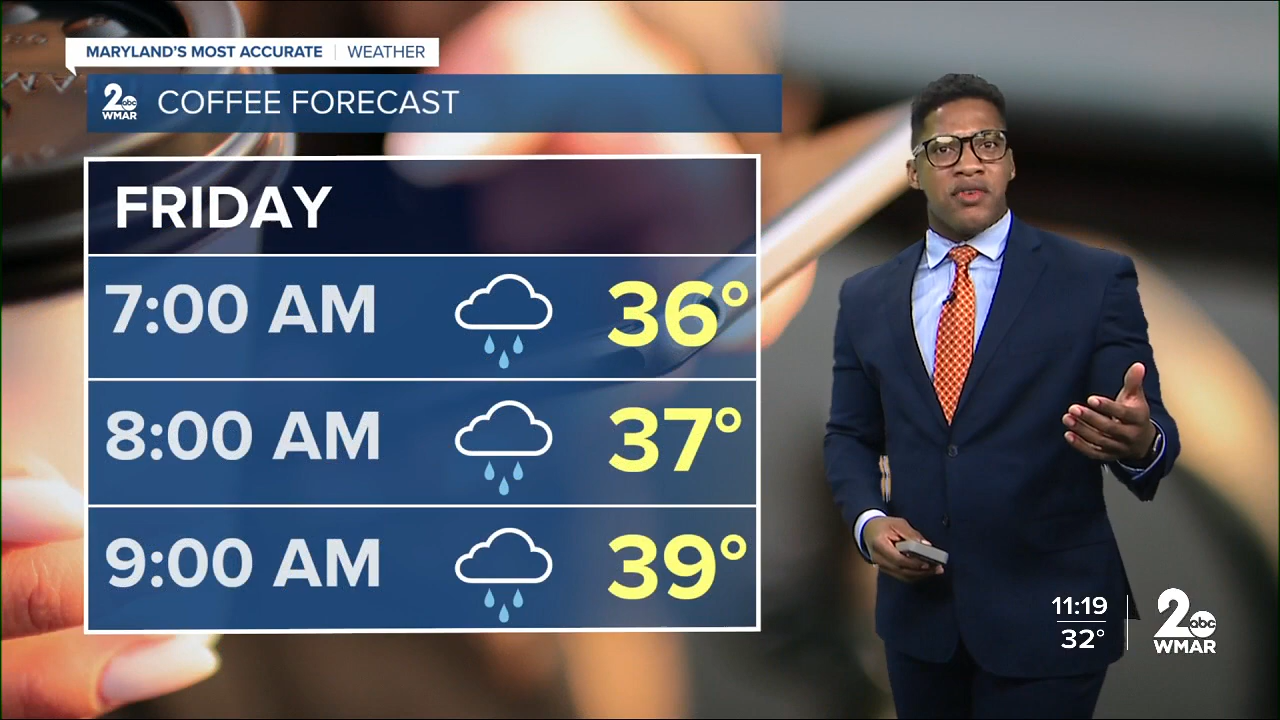 MARYLAND'S MOST ACCURATE | WEATHER
2 abc WMAR COFFEE FORECAST
FRIDAY
7:00 AM 36°
8:00 AM 37°
9:00 AM 39°
11:19
32°
2 abc
WMAR